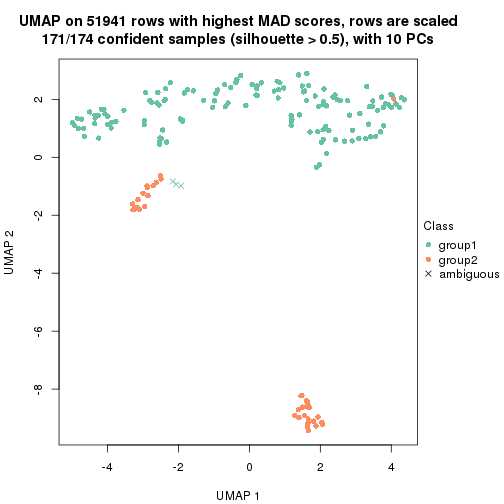 UMAP on 51941 rows with highest MAD scores, rows are scaled
171/174 confident samples (silhouette > 0.5), with 10 PCs
2
0
-2
-4
-6
-8
UMAP 2
-4
-2
0
2
4
UMAP 1
Class
group1
group2
ambiguous